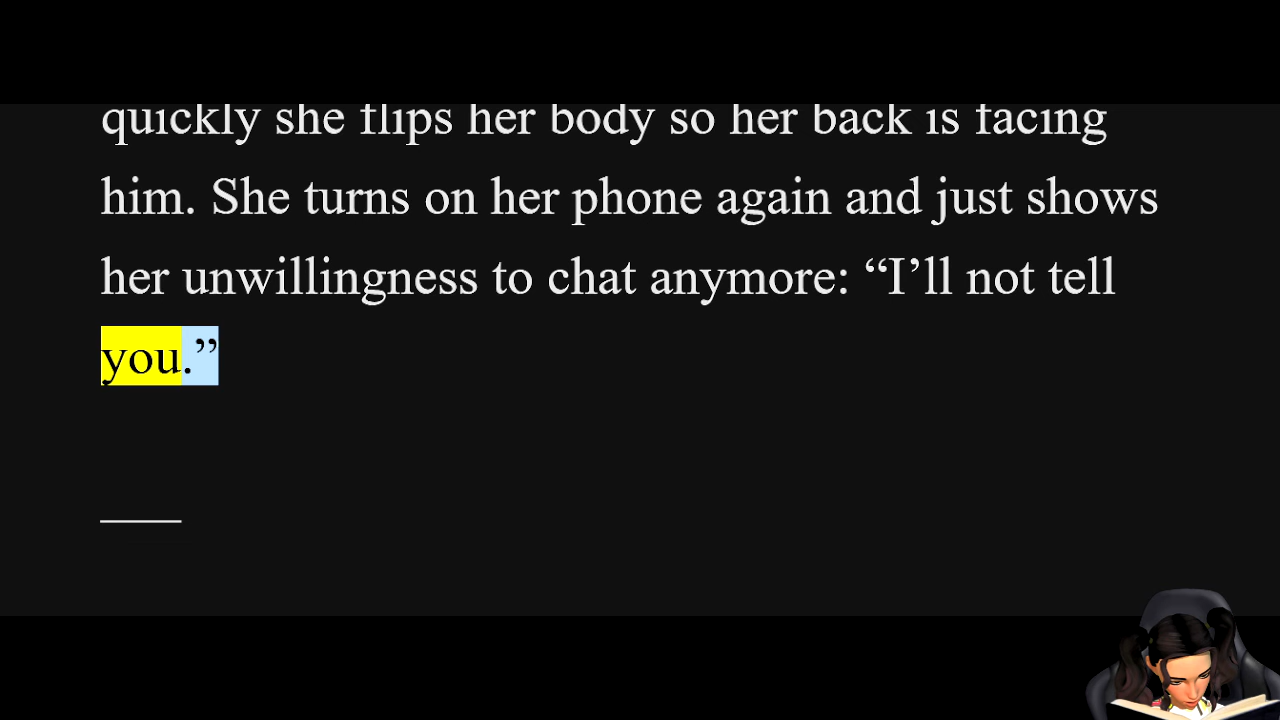 quickly she flips her body so her back is facing
him. She turns on her phone again and just shows
her unwillingness to chat anymore: “I’ll not tell
you.”